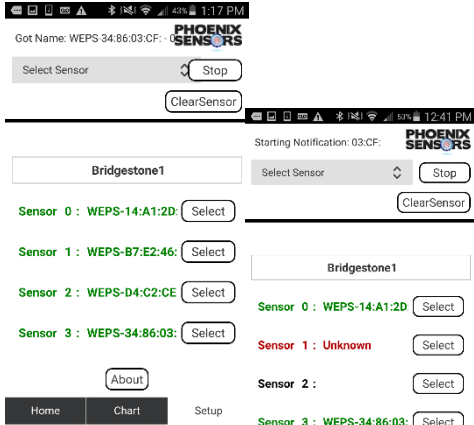 43% 1:17 PM
Got Name: WEPS-34:86:03:CF: - 0
PHOENIX
SENSORS
Select Sensor
Stop
ClearSensor
Bridgestone1
Sensor 0 : WEPS-14:A1:2D: Select
Sensor 1 : WEPS-B7:E2:46: Select
Sensor 2 : WEPS-D4:C2:CE Select
Sensor 3 : WEPS-34:86:03: Select
About
Home Chart Setup
53% 12:41 PM
Starting Notification: 03:CF:
PHOENIX
SENSORS
Select Sensor
Stop
ClearSensor
Bridgestone1
Sensor 0 : WEPS-14:A1:2D Select
Sensor 1 : Unknown Select
Sensor 2 : Select
Sensor 3 : WEPS-34:86:03: Select